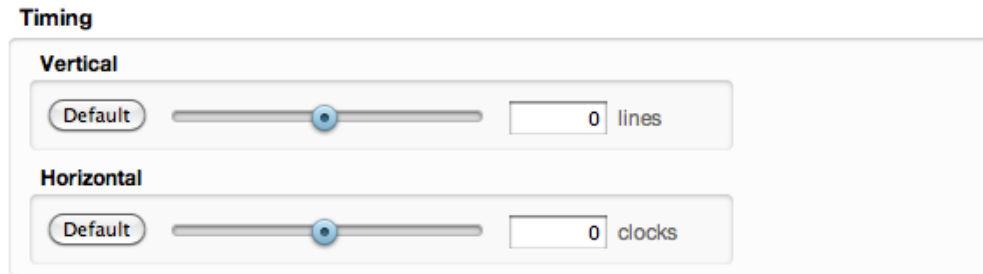 Timing
Vertical
Default 0 lines
Horizontal
Default 0 clocks